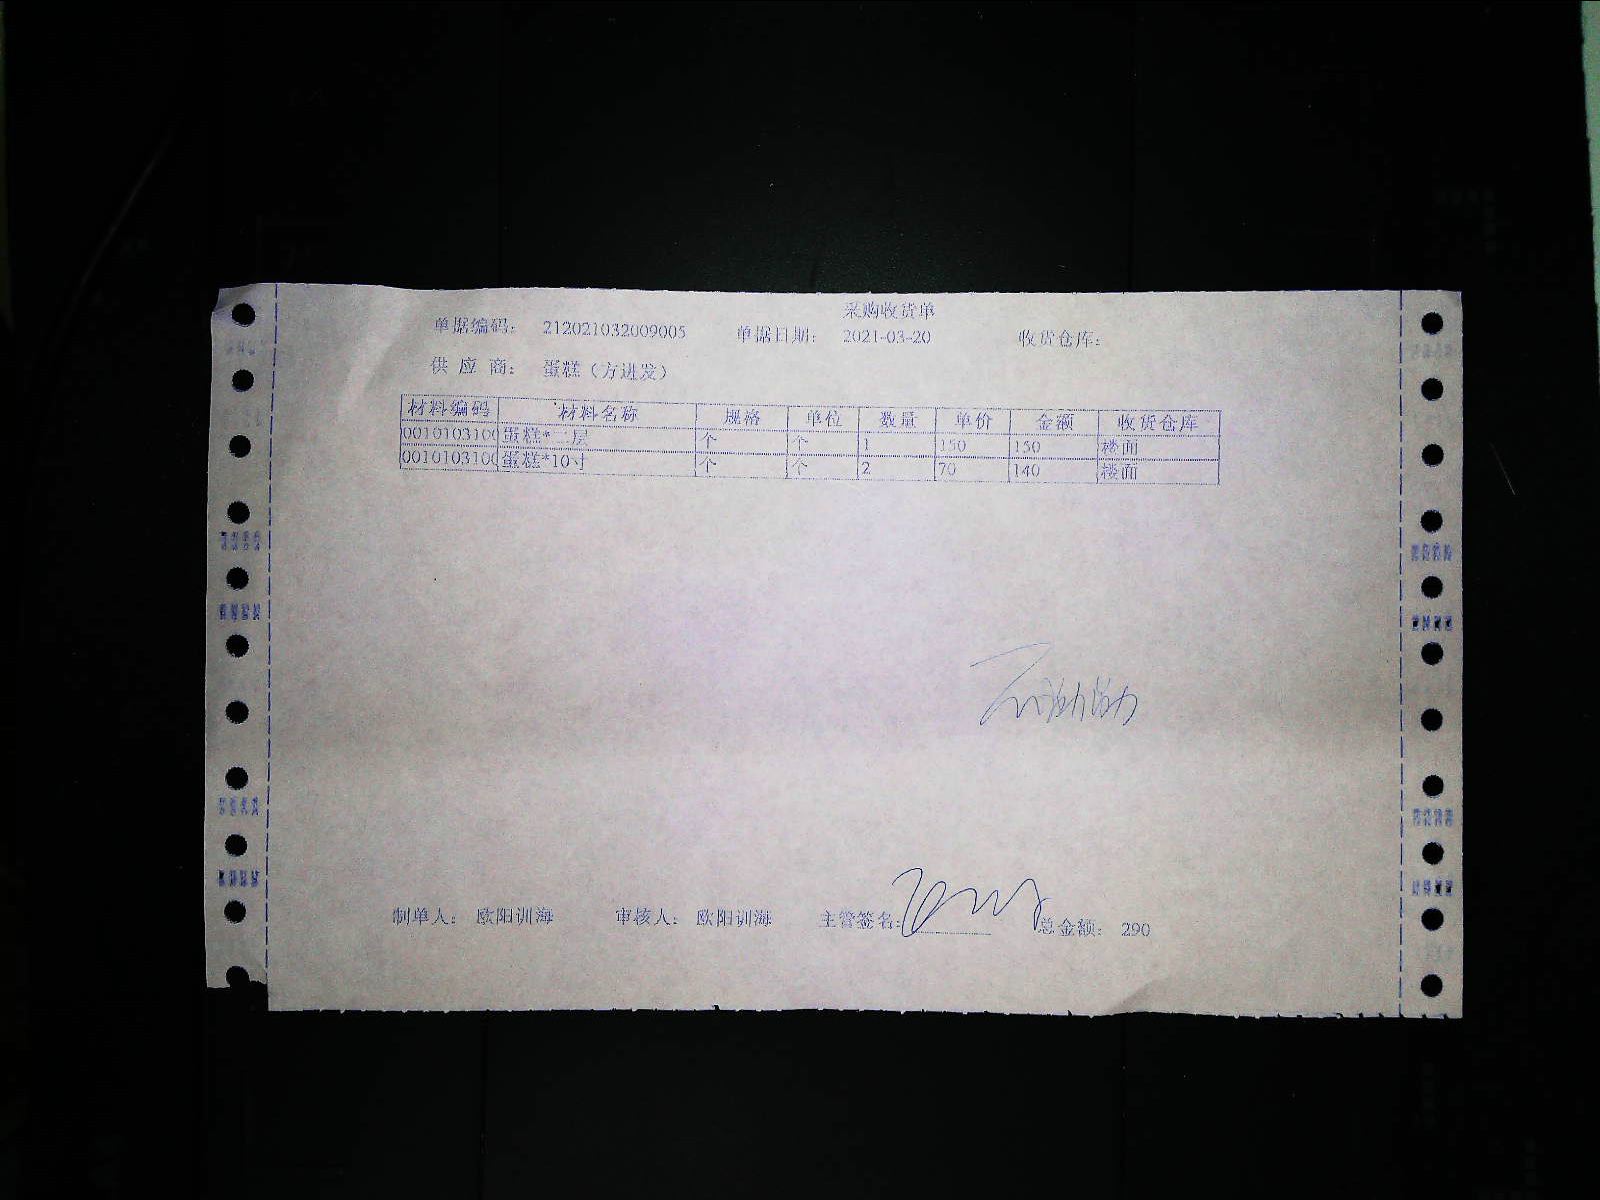 采购收货单
单据编码： 212021032009005 单据日期： 2021-03-20 收货仓库：
供 应 商： 蛋糕（方进发）
材料编码 材料名称 规格 单位 数量 单价 金额 收货仓库
0010103100 蛋糕*二层 个 个 1 150 150 楼面
0010103100 蛋糕*10寸 个 个 2 70 140 楼面
制单人： 欧阳训海 审核人： 欧阳训海 主管签名： 总金额： 290